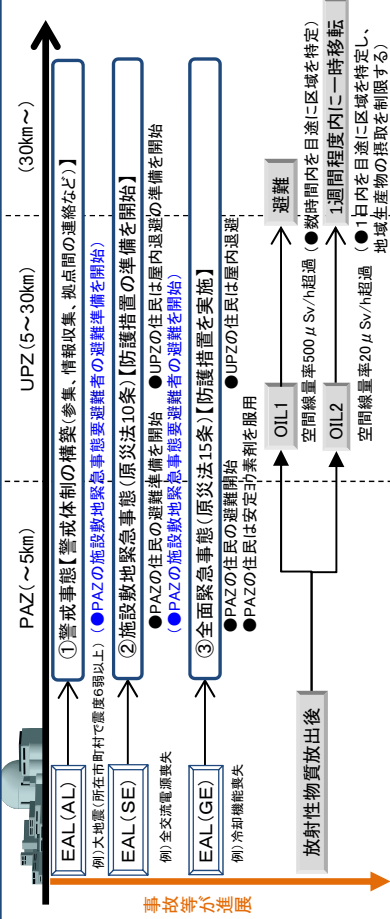 PAZ(～5km)
UPZ(5～30km)
(30km～)
事故等が進展
EAL(AL)
例)大地震(所在市町村で震度6弱以上)
①警戒事態【警戒体制の構築(参集、情報収集、拠点間の連絡など)】
(●PAZの施設敷地緊急事態要避難者の避難準備を開始)
EAL(SE)
例)全交流電源喪失
②施設敷地緊急事態(原災法10条)【防護措置の準備を開始】
●PAZの住民の避難準備を開始 ●UPZの住民は屋内退避の準備を開始
(●PAZの施設敷地緊急事態要避難者の避難を開始)
EAL(GE)
例)冷却機能喪失
③全面緊急事態(原災法15条)【防護措置を実施】
●PAZの住民の避難開始 ●UPZの住民は屋内退避
●PAZの住民は安定ヨウ素剤を服用
放射性物質放出後
OIL1
避難
空間線量率500μSv/h超過 (●数時間内を目途に区域を特定)
OIL2
1週間程度内に一時移転
空間線量率20μSv/h超過 (●1日内を目途に区域を特定し、
地域生産物の摂取を制限する)